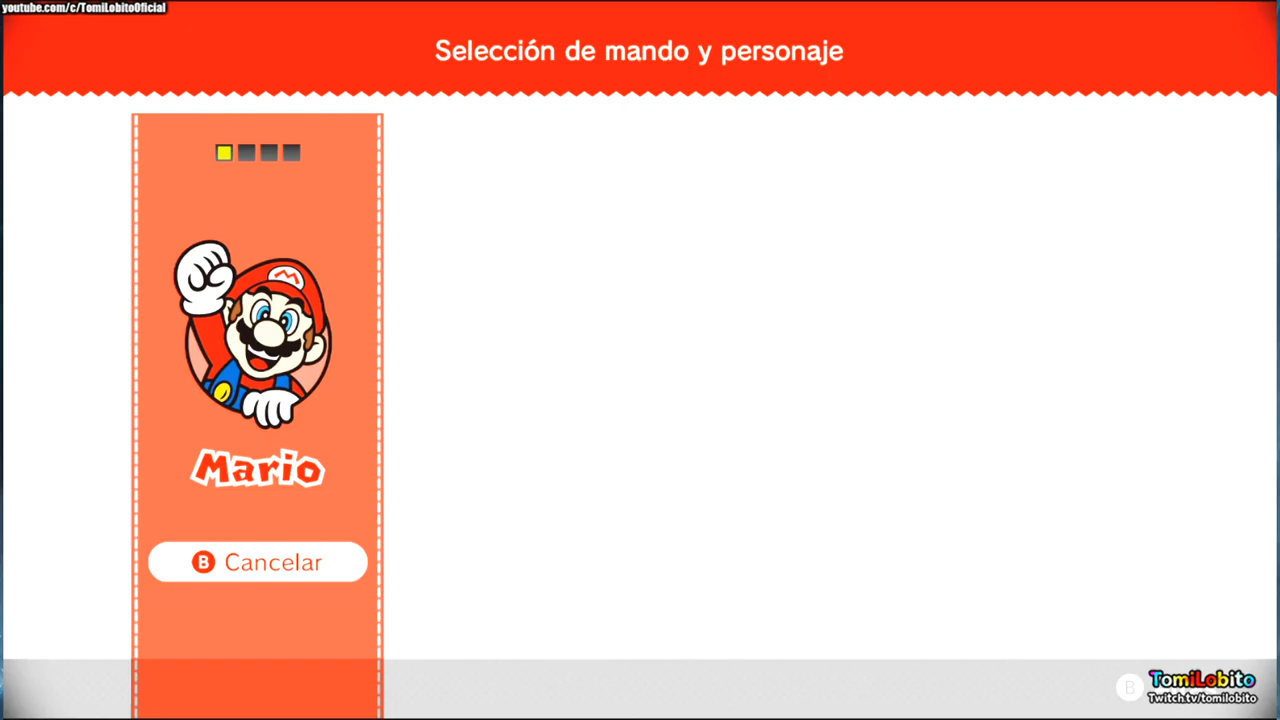 youtube.com/c/TomiLobitoOficial
Selección de mando y personaje
M
Mario
B Cancelar
B
TomiLobito
Twitch.tv/tomilobito